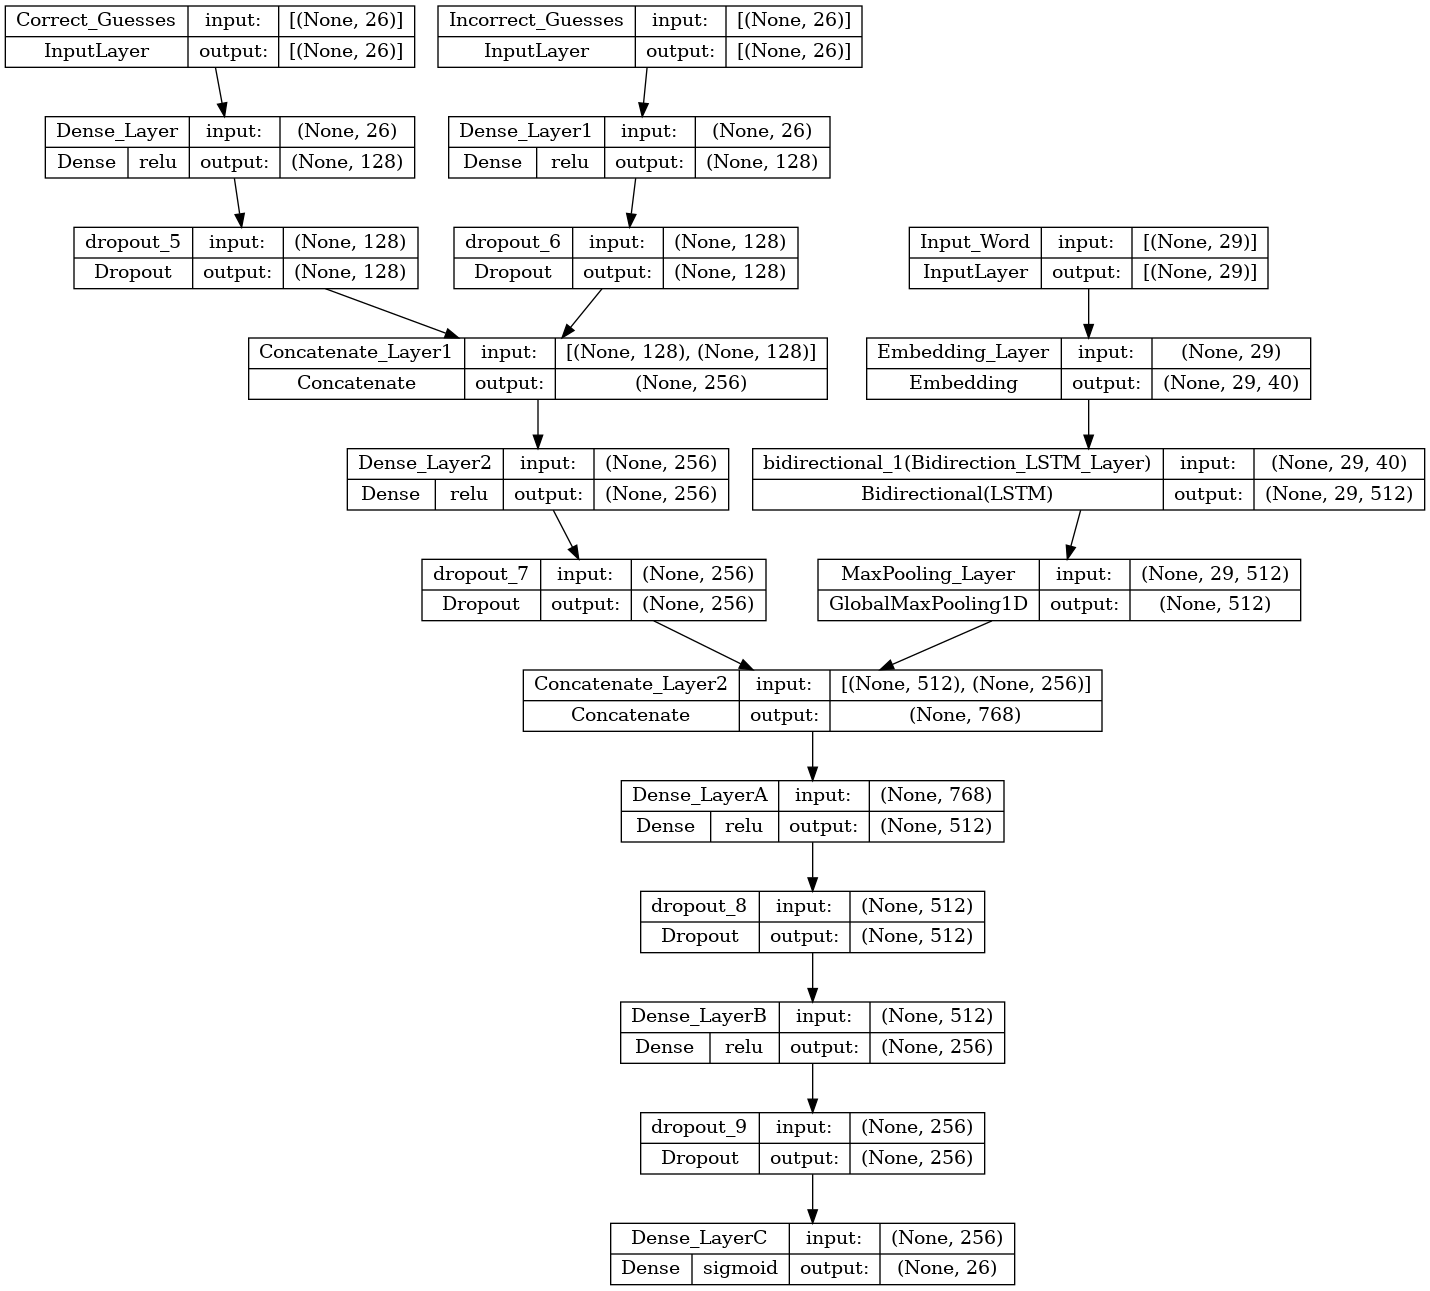 Correct_Guesses input: [(None, 26)]
InputLayer output: [(None, 26)]
Incorrect_Guesses input: [(None, 26)]
InputLayer output: [(None, 26)]
Dense_Layer input: (None, 26)
Dense relu output: (None, 128)
Dense_Layer1 input: (None, 26)
Dense relu output: (None, 128)
dropout_5 input: (None, 128)
Dropout output: (None, 128)
dropout_6 input: (None, 128)
Dropout output: (None, 128)
Input_Word input: [(None, 29)]
InputLayer output: [(None, 29)]
Concatenate_Layer1 input: [(None, 128), (None, 128)]
Concatenate output: (None, 256)
Embedding_Layer input: (None, 29)
Embedding output: (None, 29, 40)
Dense_Layer2 input: (None, 256)
Dense relu output: (None, 256)
bidirectional_1(Bidirection_LSTM_Layer) input: (None, 29, 40)
Bidirectional(LSTM) output: (None, 29, 512)
dropout_7 input: (None, 256)
Dropout output: (None, 256)
MaxPooling_Layer input: (None, 29, 512)
GlobalMaxPooling1D output: (None, 512)
Concatenate_Layer2 input: [(None, 512), (None, 256)]
Concatenate output: (None, 768)
Dense_LayerA input: (None, 768)
Dense relu output: (None, 512)
dropout_8 input: (None, 512)
Dropout output: (None, 512)
Dense_LayerB input: (None, 512)
Dense relu output: (None, 256)
dropout_9 input: (None, 256)
Dropout output: (None, 256)
Dense_LayerC input: (None, 256)
Dense sigmoid output: (None, 26)